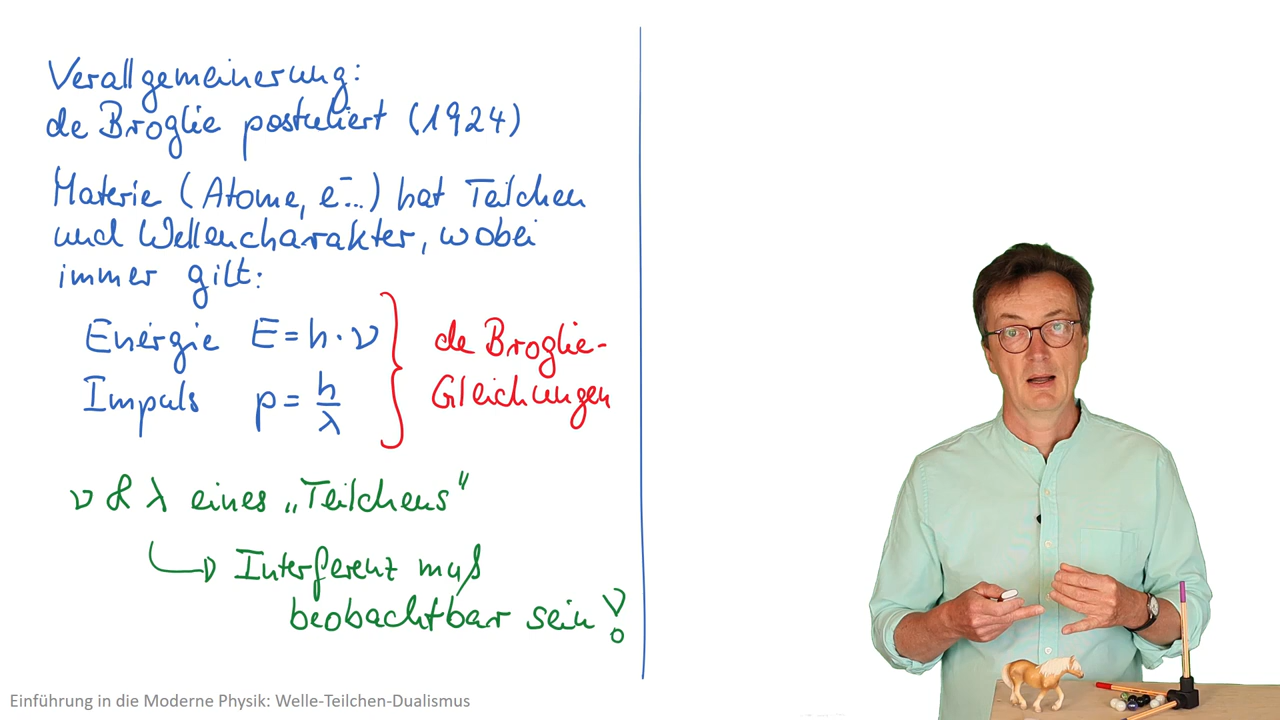 Verallgemeinerung:
de Broglie postuliert (1924)
Materie (Atome, e⁻...) hat Teilchen
und Wellencharakter, wobei
immer gilt:
Energie E = h · ν
Impuls p = h/λ
de Broglie-
Gleichungen
ν & λ eines „Teilchens“
↳ Interferenz muß
beobachtbar sein !
Einführung in die Moderne Physik: Welle-Teilchen-Dualismus